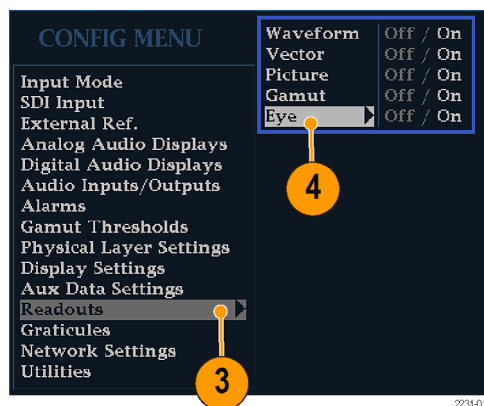 CONFIG MENU
Input Mode
SDI Input
External Ref.
Analog Audio Displays
Digital Audio Displays
Audio Inputs/Outputs
Alarms
Gamut Thresholds
Physical Layer Settings
Display Settings
Aux Data Settings
Readouts
Graticules
Network Settings
Utilities
3
Waveform Off / On
Vector Off / On
Picture Off / On
Gamut Off / On
Eye Off / On
4